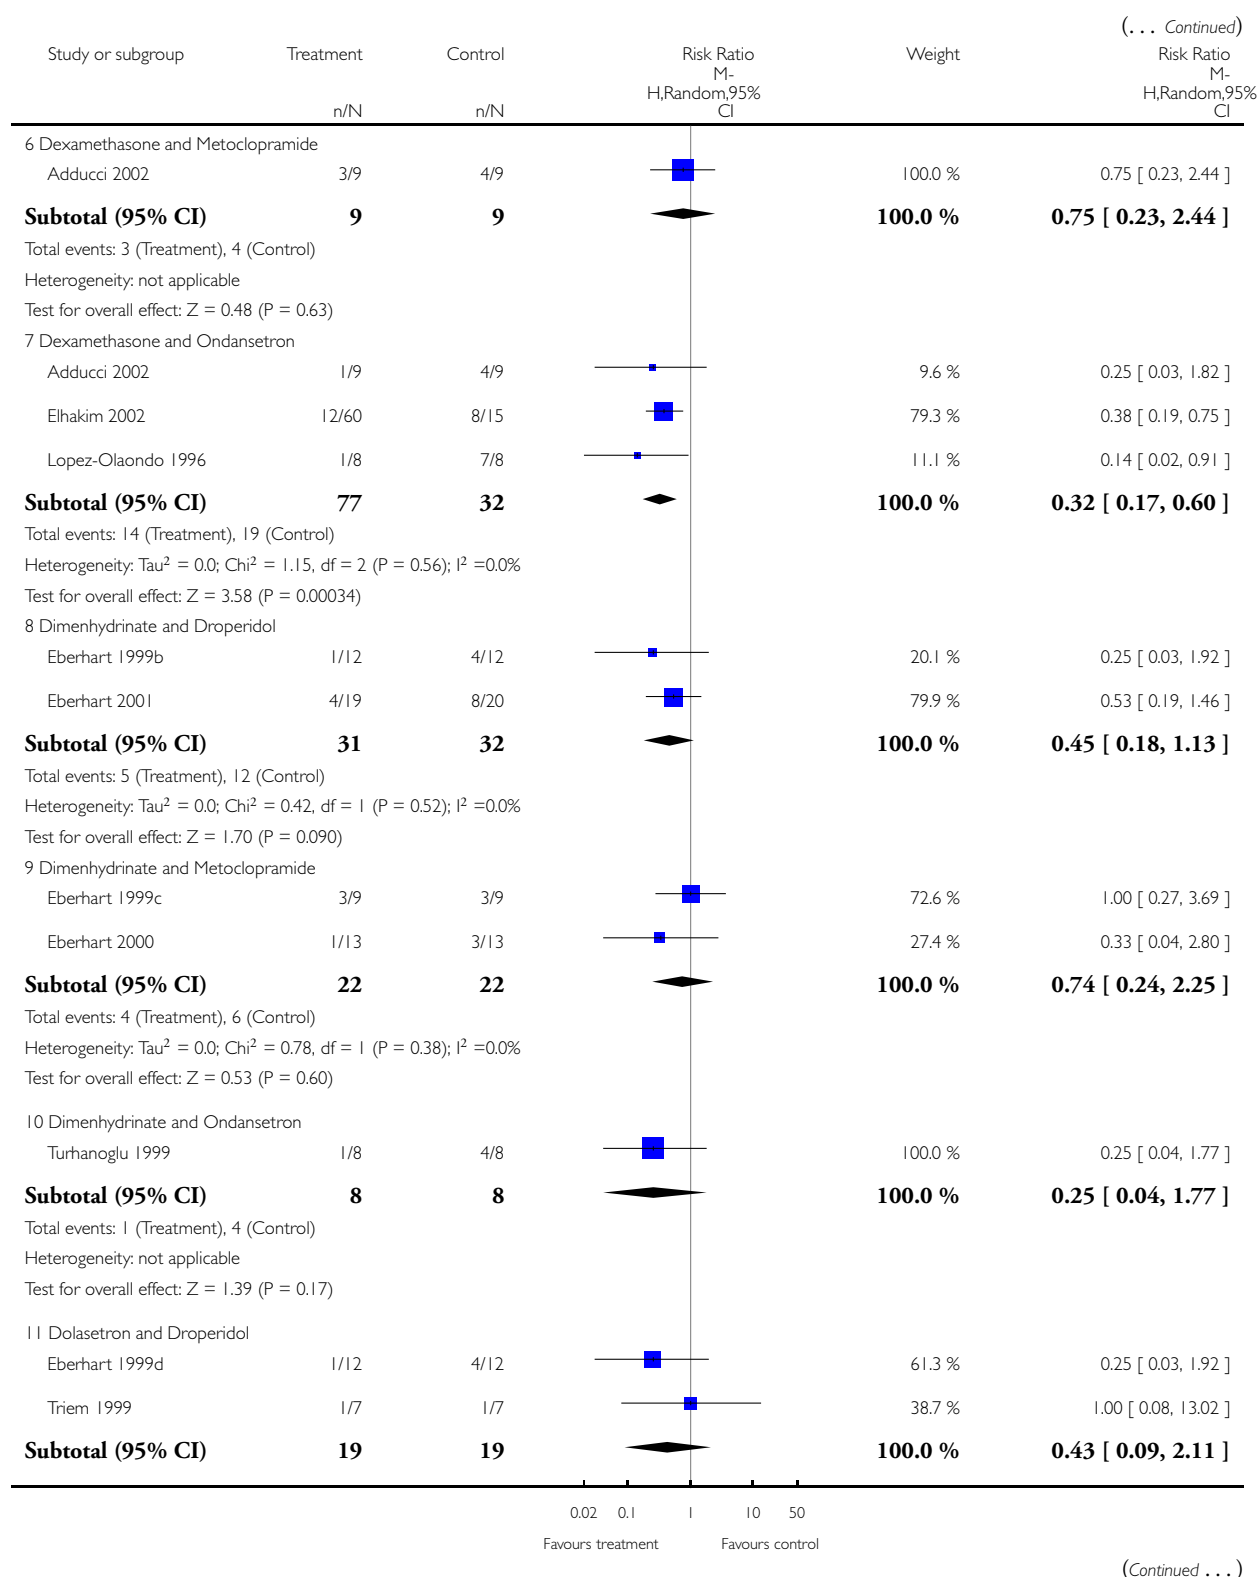 (... Continued)
Study or subgroup Treatment Control Risk Ratio Weight Risk Ratio
M- M-
H,Random,95% H,Random,95%
n/N n/N CI CI
6 Dexamethasone and Metoclopramide
Adducci 2002 3/9 4/9 100.0 % 0.75 [ 0.23, 2.44 ]
Subtotal (95% CI) 9 9 100.0 % 0.75 [ 0.23, 2.44 ]
Total events: 3 (Treatment), 4 (Control)
Heterogeneity: not applicable
Test for overall effect: Z = 0.48 (P = 0.63)
7 Dexamethasone and Ondansetron
Adducci 2002 1/9 4/9 9.6 % 0.25 [ 0.03, 1.82 ]
Elhakim 2002 12/60 8/15 79.3 % 0.38 [ 0.19, 0.75 ]
Lopez-Olaondo 1996 1/8 7/8 11.1 % 0.14 [ 0.02, 0.91 ]
Subtotal (95% CI) 77 32 100.0 % 0.32 [ 0.17, 0.60 ]
Total events: 14 (Treatment), 19 (Control)
Heterogeneity: Tau² = 0.0; Chi² = 1.15, df = 2 (P = 0.56); I² =0.0%
Test for overall effect: Z = 3.58 (P = 0.00034)
8 Dimenhydrinate and Droperidol
Eberhart 1999b 1/12 4/12 20.1 % 0.25 [ 0.03, 1.92 ]
Eberhart 2001 4/19 8/20 79.9 % 0.53 [ 0.19, 1.46 ]
Subtotal (95% CI) 31 32 100.0 % 0.45 [ 0.18, 1.13 ]
Total events: 5 (Treatment), 12 (Control)
Heterogeneity: Tau² = 0.0; Chi² = 0.42, df = 1 (P = 0.52); I² =0.0%
Test for overall effect: Z = 1.70 (P = 0.090)
9 Dimenhydrinate and Metoclopramide
Eberhart 1999c 3/9 3/9 72.6 % 1.00 [ 0.27, 3.69 ]
Eberhart 2000 1/13 3/13 27.4 % 0.33 [ 0.04, 2.80 ]
Subtotal (95% CI) 22 22 100.0 % 0.74 [ 0.24, 2.25 ]
Total events: 4 (Treatment), 6 (Control)
Heterogeneity: Tau² = 0.0; Chi² = 0.78, df = 1 (P = 0.38); I² =0.0%
Test for overall effect: Z = 0.53 (P = 0.60)
10 Dimenhydrinate and Ondansetron
Turhanoglu 1999 1/8 4/8 100.0 % 0.25 [ 0.04, 1.77 ]
Subtotal (95% CI) 8 8 100.0 % 0.25 [ 0.04, 1.77 ]
Total events: 1 (Treatment), 4 (Control)
Heterogeneity: not applicable
Test for overall effect: Z = 1.39 (P = 0.17)
11 Dolasetron and Droperidol
Eberhart 1999d 1/12 4/12 61.3 % 0.25 [ 0.03, 1.92 ]
Triem 1999 1/7 1/7 38.7 % 1.00 [ 0.08, 13.02 ]
Subtotal (95% CI) 19 19 100.0 % 0.43 [ 0.09, 2.11 ]
0.02 0.1 1 10 50
Favours treatment Favours control
(Continued ...)